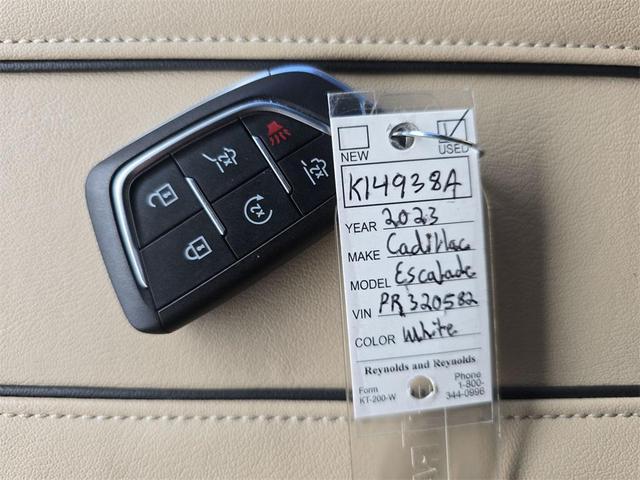 NEW USED
K14938A
YEAR 2023
MAKE Cadillac
MODEL Escalade
VIN PR320582
COLOR White
Reynolds and Reynolds
Form KT-200-W
Phone 1-800-344-0996
x2